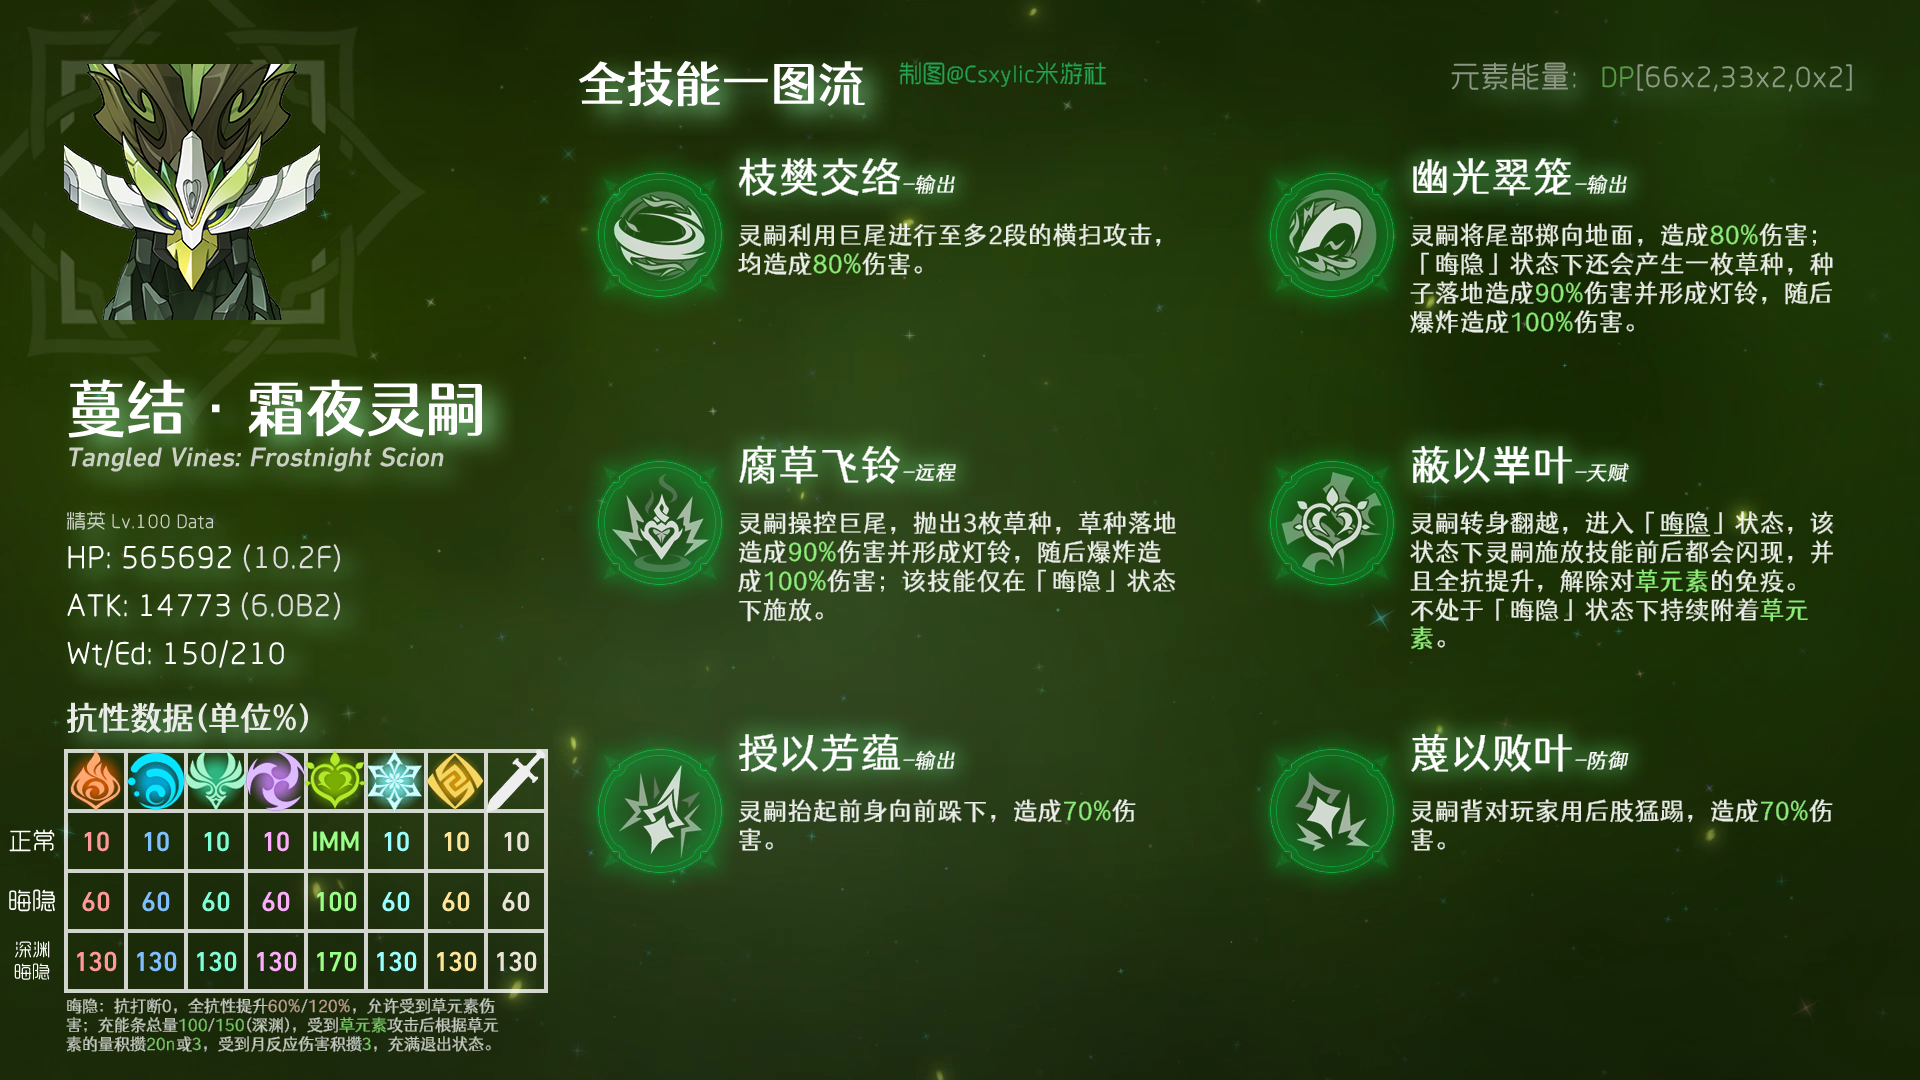 全技能一图流
制图@Csxylic米游社
元素能量: DP[66x2,33x2,0x2]
蔓结·霜夜灵嗣
Tangled Vines: Frostnight Scion
精英 Lv.100 Data
HP: 565692 (10.2F)
ATK: 14773 (6.0B2)
Wt/Ed: 150/210
抗性数据(单位%)
正常 10 10 10 10 IMM 10 10 10
晦隐 60 60 60 60 100 60 60 60
深渊
晦隐 130 130 130 130 170 130 130 130
晦隐: 抗打断0, 全抗性提升60%/120%, 允许受到草元素伤
害; 充能条总量100/150(深渊), 受到草元素攻击后根据草元
素的量积攒20n或3, 受到月反应伤害积攒3, 充满退出状态。
枝樊交络-输出
灵嗣利用巨尾进行至多2段的横扫攻击，
均造成80%伤害。
幽光翠笼-输出
灵嗣将尾部掷向地面，造成80%伤害；
「晦隐」状态下还会产生一枚草种，种
子落地造成90%伤害并形成灯铃，随后
爆炸造成100%伤害。
腐草飞铃-远程
灵嗣操控巨尾，抛出3枚草种，草种落地
造成90%伤害并形成灯铃，随后爆炸造
成100%伤害；该技能仅在「晦隐」状态
下施放。
蔽以芈叶-天赋
灵嗣转身翻越，进入「晦隐」状态，该
状态下灵嗣施放技能前后都会闪现，并
且全抗提升，解除对草元素的免疫。
不处于「晦隐」状态下持续附着草元
素。
授以芳蕴-输出
灵嗣抬起前身向前跺下，造成70%伤
害。
蔑以败叶-防御
灵嗣背对玩家用后肢猛踢，造成70%伤
害。